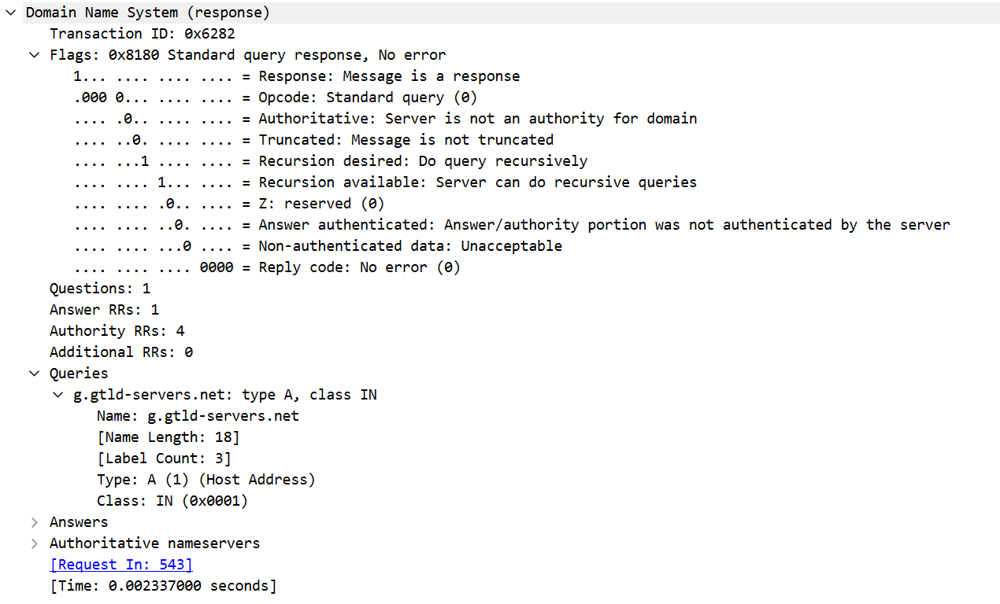 Domain Name System (response)
Transaction ID: 0x6282
Flags: 0x8180 Standard query response, No error
1... .... .... .... = Response: Message is a response
.000 0... .... .... = Opcode: Standard query (0)
.... .0.. .... .... = Authoritative: Server is not an authority for domain
.... ..0. .... .... = Truncated: Message is not truncated
.... ...1 .... .... = Recursion desired: Do query recursively
.... .... 1... .... = Recursion available: Server can do recursive queries
.... .... .0.. .... = Z: reserved (0)
.... .... ..0. .... = Answer authenticated: Answer/authority portion was not authenticated by the server
.... .... ...0 .... = Non-authenticated data: Unacceptable
.... .... .... 0000 = Reply code: No error (0)
Questions: 1
Answer RRs: 1
Authority RRs: 4
Additional RRs: 0
Queries
g.gtld-servers.net: type A, class IN
Name: g.gtld-servers.net
[Name Length: 18]
[Label Count: 3]
Type: A (1) (Host Address)
Class: IN (0x0001)
Answers
Authoritative nameservers
[Request In: 543]
[Time: 0.002337000 seconds]